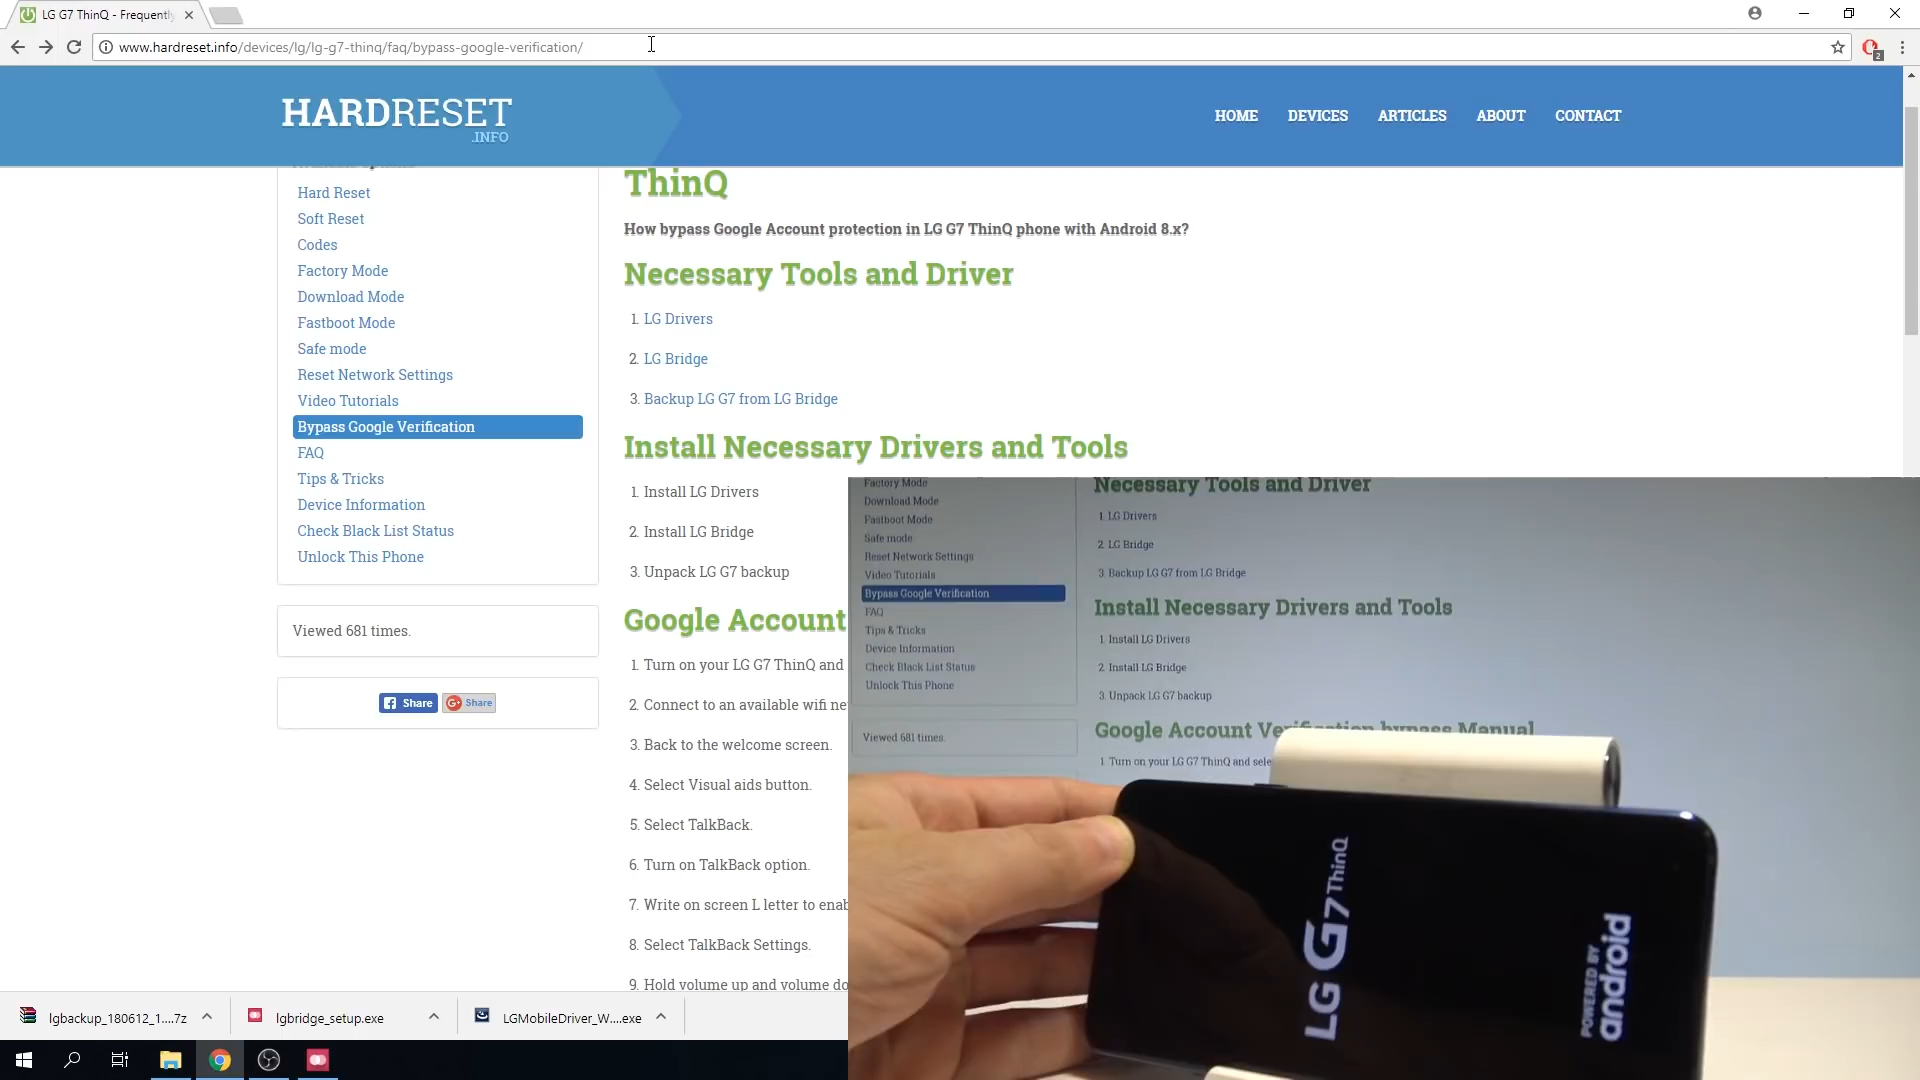 LG G7 ThinQ - Frequently
www.hardreset.info/devices/lg/lg-g7-thinq/faq/bypass-google-verification/
2
HARDRESET
.INFO
HOME
DEVICES
ARTICLES
ABOUT
CONTACT
Hard Reset
Soft Reset
Codes
Factory Mode
Download Mode
Fastboot Mode
Safe mode
Reset Network Settings
Video Tutorials
Bypass Google Verification
FAQ
Tips & Tricks
Device Information
Check Black List Status
Unlock This Phone
Viewed 681 times.
Share
G+ Share
ThinQ
How bypass Google Account protection in LG G7 ThinQ phone with Android 8.x?
Necessary Tools and Driver
1. LG Drivers
2. LG Bridge
3. Backup LG G7 from LG Bridge
Install Necessary Drivers and Tools
1. Install LG Drivers
2. Install LG Bridge
3. Unpack LG G7 backup
Google Account
1. Turn on your LG G7 ThinQ and
2. Connect to an available wifi ne
3. Back to the welcome screen.
4. Select Visual aids button.
5. Select TalkBack.
6. Turn on TalkBack option.
7. Write on screen L letter to enab
8. Select TalkBack Settings.
9. Hold volume up and volume do
Factory Mode
Download Mode
Fastboot Mode
Safe mode
Reset Network Settings
Video Tutorials
Bypass Google Verification
FAQ
Tips & Tricks
Device Information
Check Black List Status
Unlock This Phone
Viewed 681 times.
Necessary Tools and Driver
1. LG Drivers
2. LG Bridge
3. Backup LG G7 from LG Bridge
Install Necessary Drivers and Tools
1. Install LG Drivers
2. Install LG Bridge
3. Unpack LG G7 backup
Google Account Verification bypass Manual
1. Turn on your LG G7 ThinQ and sele
LG G7 ThinQ
POWERED BY
android
lgbackup_180612_1....7z
lgbridge_setup.exe
LGMobileDriver_W....exe